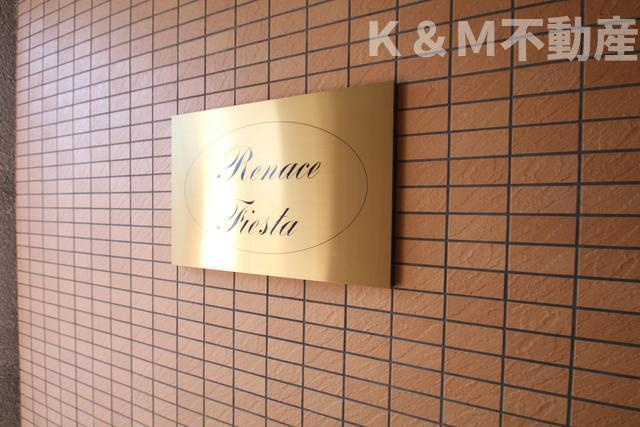 K&M不動産
Renace
Fiesta